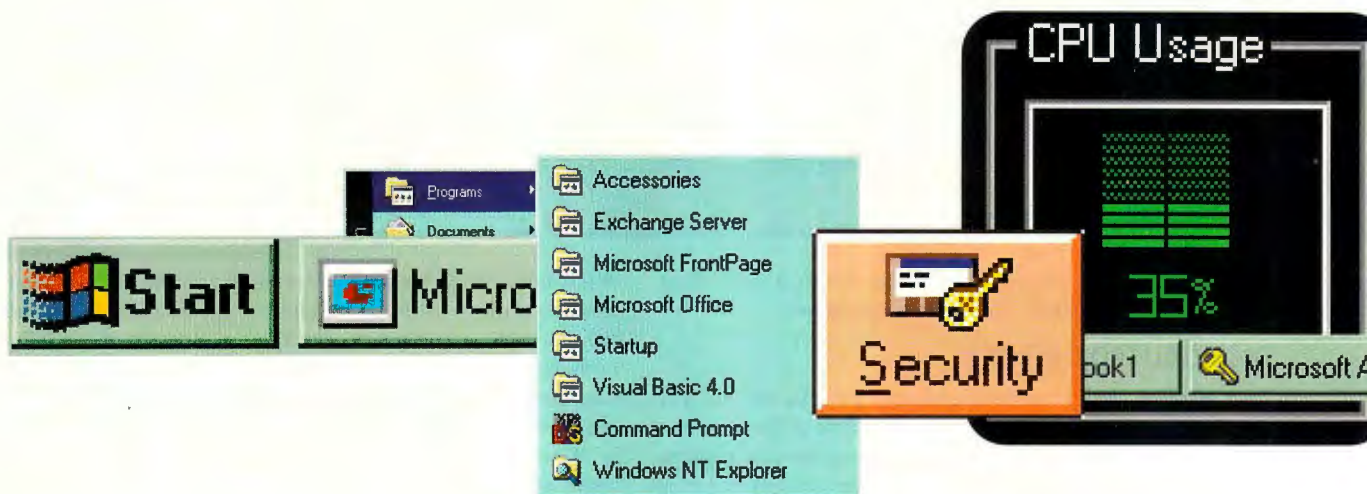 CPU Usage
35%
Programs
Documents
Accessories
Exchange Server
Microsoft FrontPage
Microsoft Office
Startup
Visual Basic 4.0
Command Prompt
Windows NT Explorer
Start
Micro
Security
ook1
Microsoft A